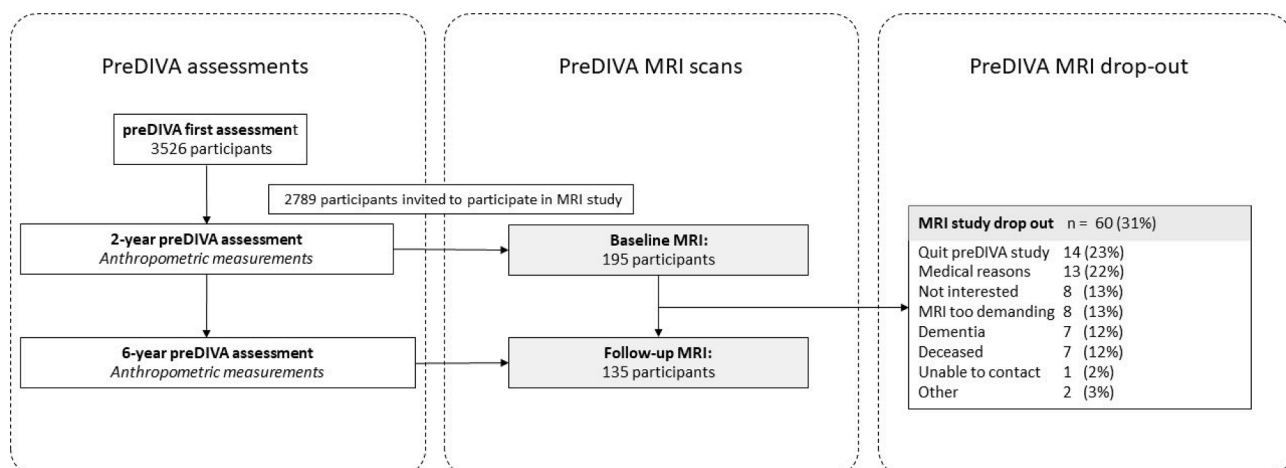 PreDIVA assessments
preDIVA first assessment
3526 participants
2789 participants invited to participate in MRI study
2-year preDIVA assessment
Anthropometric measurements
6-year preDIVA assessment
Anthropometric measurements
PreDIVA MRI scans
Baseline MRI:
195 participants
Follow-up MRI:
135 participants
PreDIVA MRI drop-out
MRI study drop out n = 60 (31%)
Quit preDIVA study 14 (23%)
Medical reasons 13 (22%)
Not interested 8 (13%)
MRI too demanding 8 (13%)
Dementia 7 (12%)
Deceased 7 (12%)
Unable to contact 1 (2%)
Other 2 (3%)